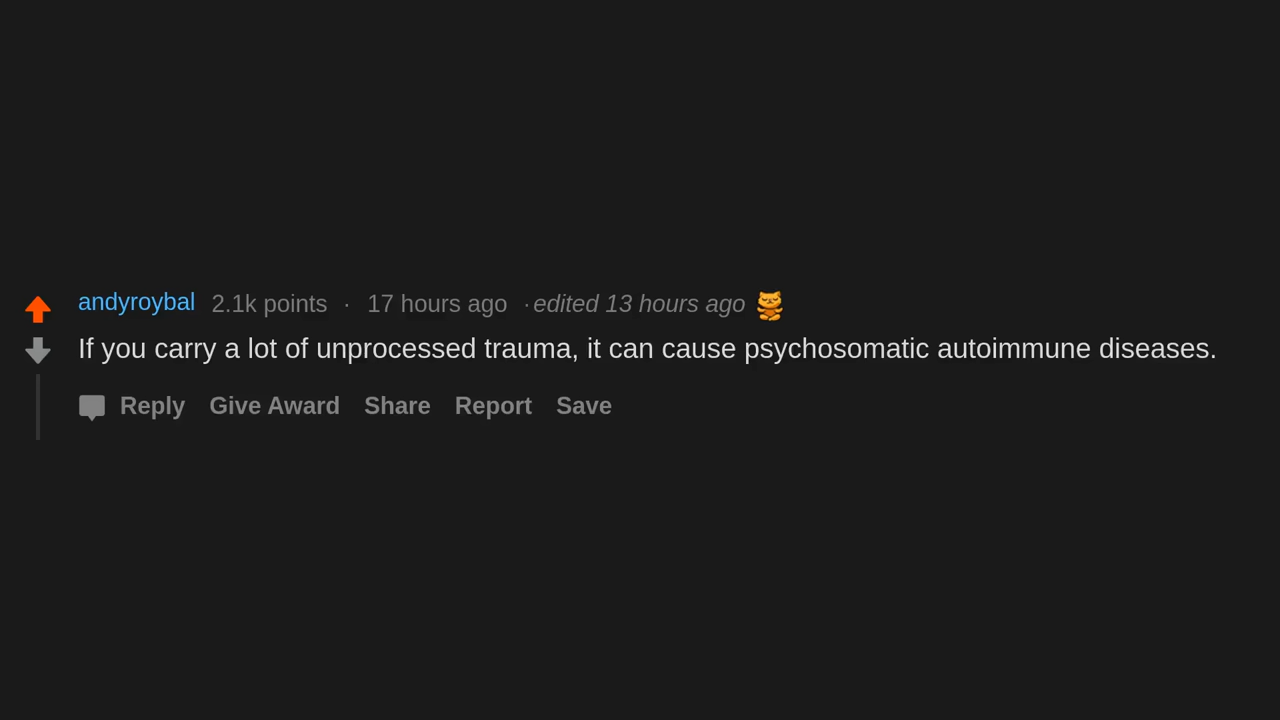 andyroybal 2.1k points · 17 hours ago · edited 13 hours ago
If you carry a lot of unprocessed trauma, it can cause psychosomatic autoimmune diseases.
Reply Give Award Share Report Save